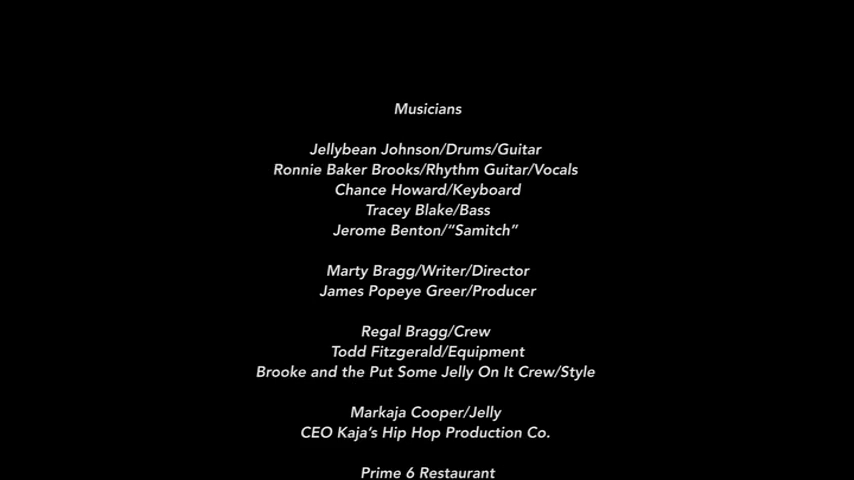 Musicians
Jellybean Johnson/Drums/Guitar
Ronnie Baker Brooks/Rhythm Guitar/Vocals
Chance Howard/Keyboard
Tracey Blake/Bass
Jerome Benton/“Samitch”
Marty Bragg/Writer/Director
James Popeye Greer/Producer
Regal Bragg/Crew
Todd Fitzgerald/Equipment
Brooke and the Put Some Jelly On It Crew/Style
Markaja Cooper/Jelly
CEO Kaja’s Hip Hop Production Co.
Prime 6 Restaurant